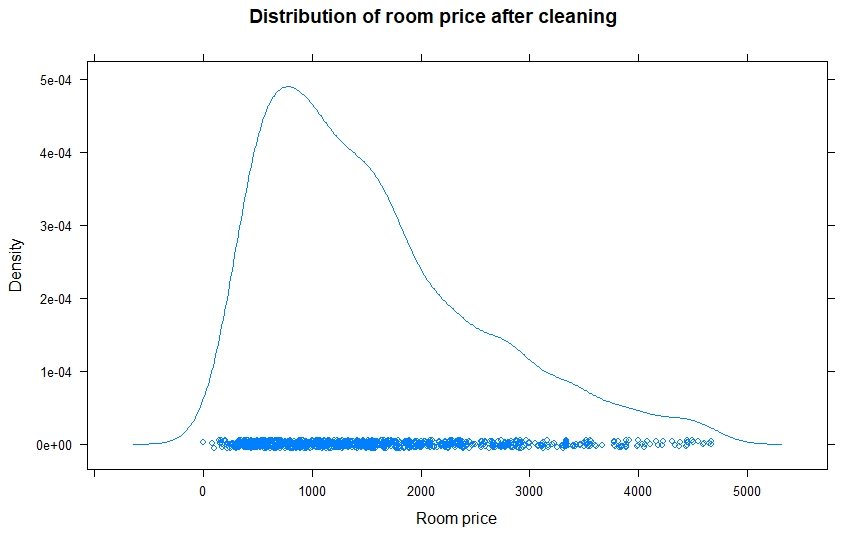 Distribution of room price after cleaning
5e-04
4e-04
3e-04
2e-04
1e-04
0e+00
Density
0 1000 2000 3000 4000 5000
Room price